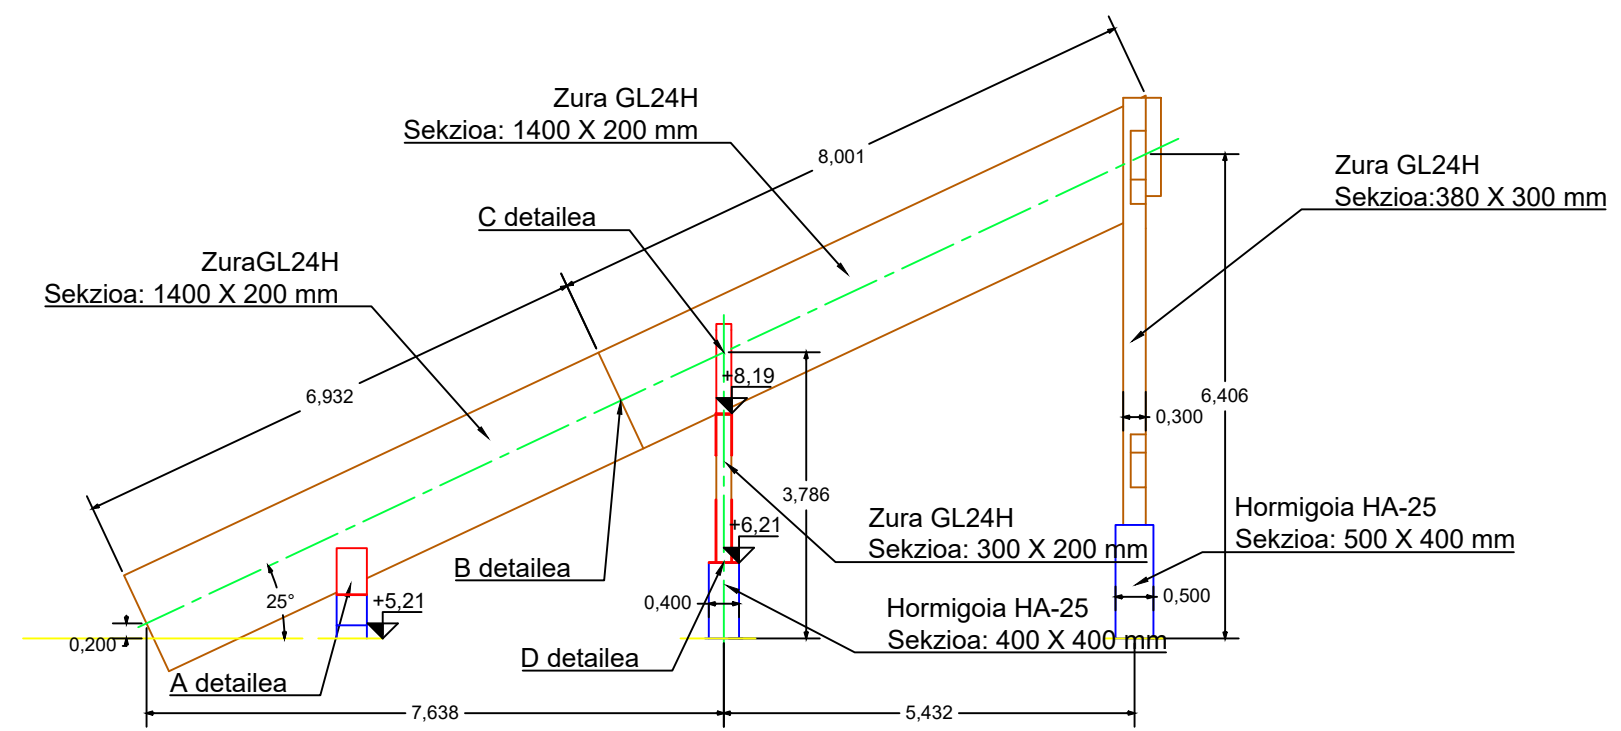 Zura GL24H
Sekzioa: 1400 X 200 mm
8,001
Zura GL24H
Sekzioa:380 X 300 mm
C detailea
ZuraGL24H
Sekzioa: 1400 X 200 mm
+8,19
6,932
6,406
0,300
3,786
+6,21
Zura GL24H
Sekzioa: 300 X 200 mm
Hormigoia HA-25
Sekzioa: 500 X 400 mm
B detailea
25°
+5,21
0,400
0,500
Hormigoia HA-25
Sekzioa: 400 X 400 mm
0,200
D detailea
A detailea
7,638
5,432